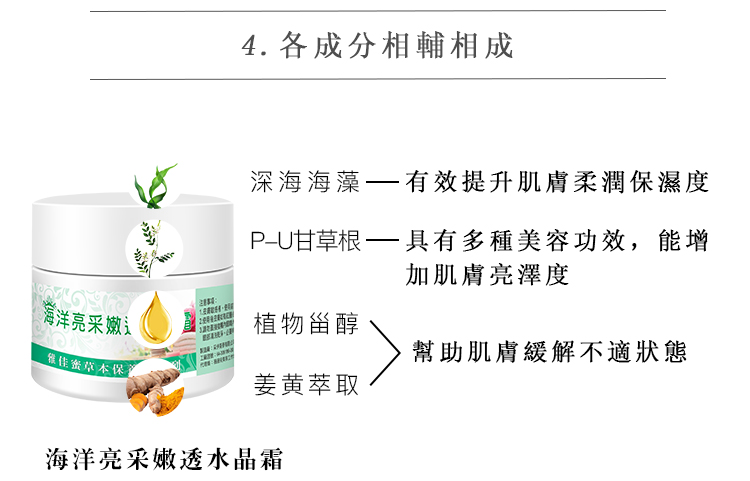 4. 各成分相輔相成
深海海藻
有效提升肌膚柔潤保濕度
P-U甘草根
具有多種美容功效，能增
加肌膚亮澤度
植物甾醇
姜黄萃取
幫助肌膚緩解不適狀態
海洋亮采嫩透
雅佳蜜草本保
注意事項：
海洋亮采嫩透水晶霜